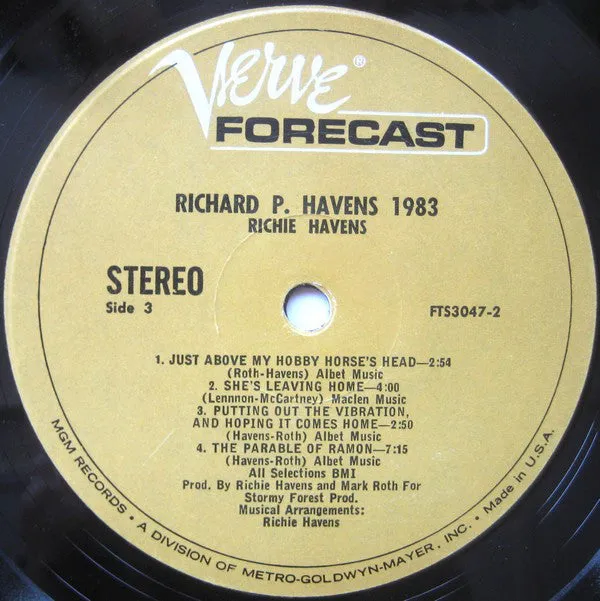 Verve®
FORECAST
RICHARD P. HAVENS 1983
RICHIE HAVENS
STEREO
Side 3
FTS3047-2
1. JUST ABOVE MY HOBBY HORSE'S HEAD—2:54
(Roth-Havens) Albet Music
2. SHE'S LEAVING HOME—4:00
(Lennnon-McCartney) Maclen Music
3. PUTTING OUT THE VIBRATION,
AND HOPING IT COMES HOME—2:50
(Havens-Roth) Albet Music
4. THE PARABLE OF RAMON—7:15
(Havens-Roth) Albet Music
All Selections BMI
Prod. By Richie Havens and Mark Roth For
Stormy Forest Prod.
Musical Arrangements:
Richie Havens
MGM RECORDS • A DIVISION OF METRO-GOLDWYN-MAYER, INC. • Made in U.S.A.